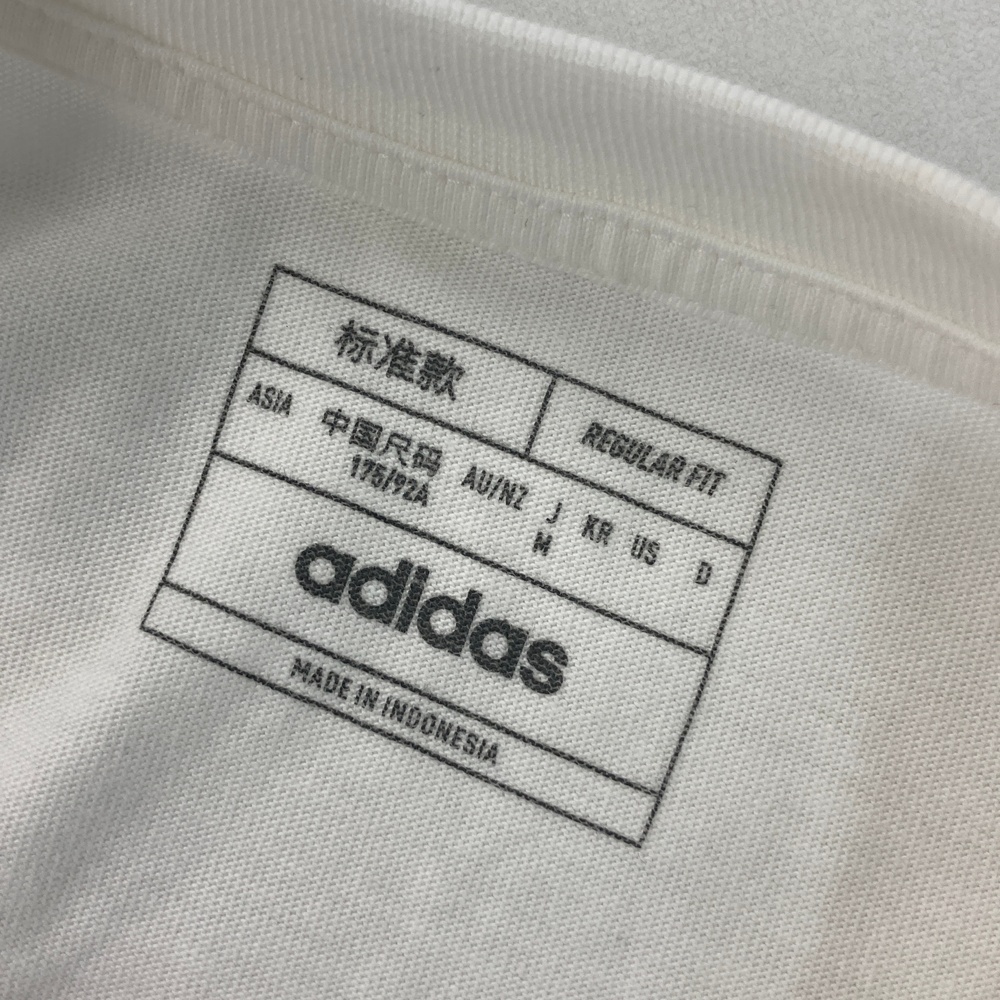 标准款
REGULAR FIT
ASIA 中国尺码 AU/NZ J KR US D
175/92A M
adidas
MADE IN INDONESIA